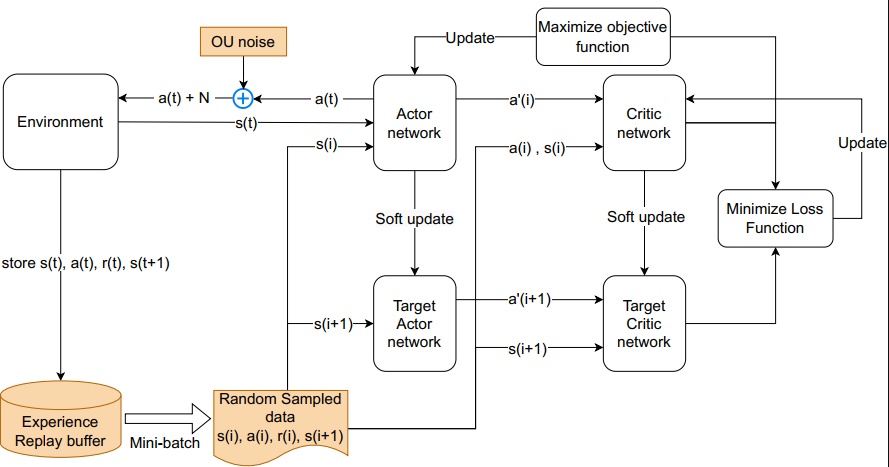 Maximize objective
function
Update
OU noise
Environment
a(t) + N
a(t)
s(t)
s(i)
Actor
network
a'(i)
a(i) , s(i)
Critic
network
Update
Minimize Loss
Function
Soft update
Soft update
store s(t), a(t), r(t), s(t+1)
s(i+1)
Target
Actor
network
a'(i+1)
s(i+1)
Target
Critic
network
Experience
Replay buffer
Mini-batch
Random Sampled
data
s(i), a(i), r(i), s(i+1)